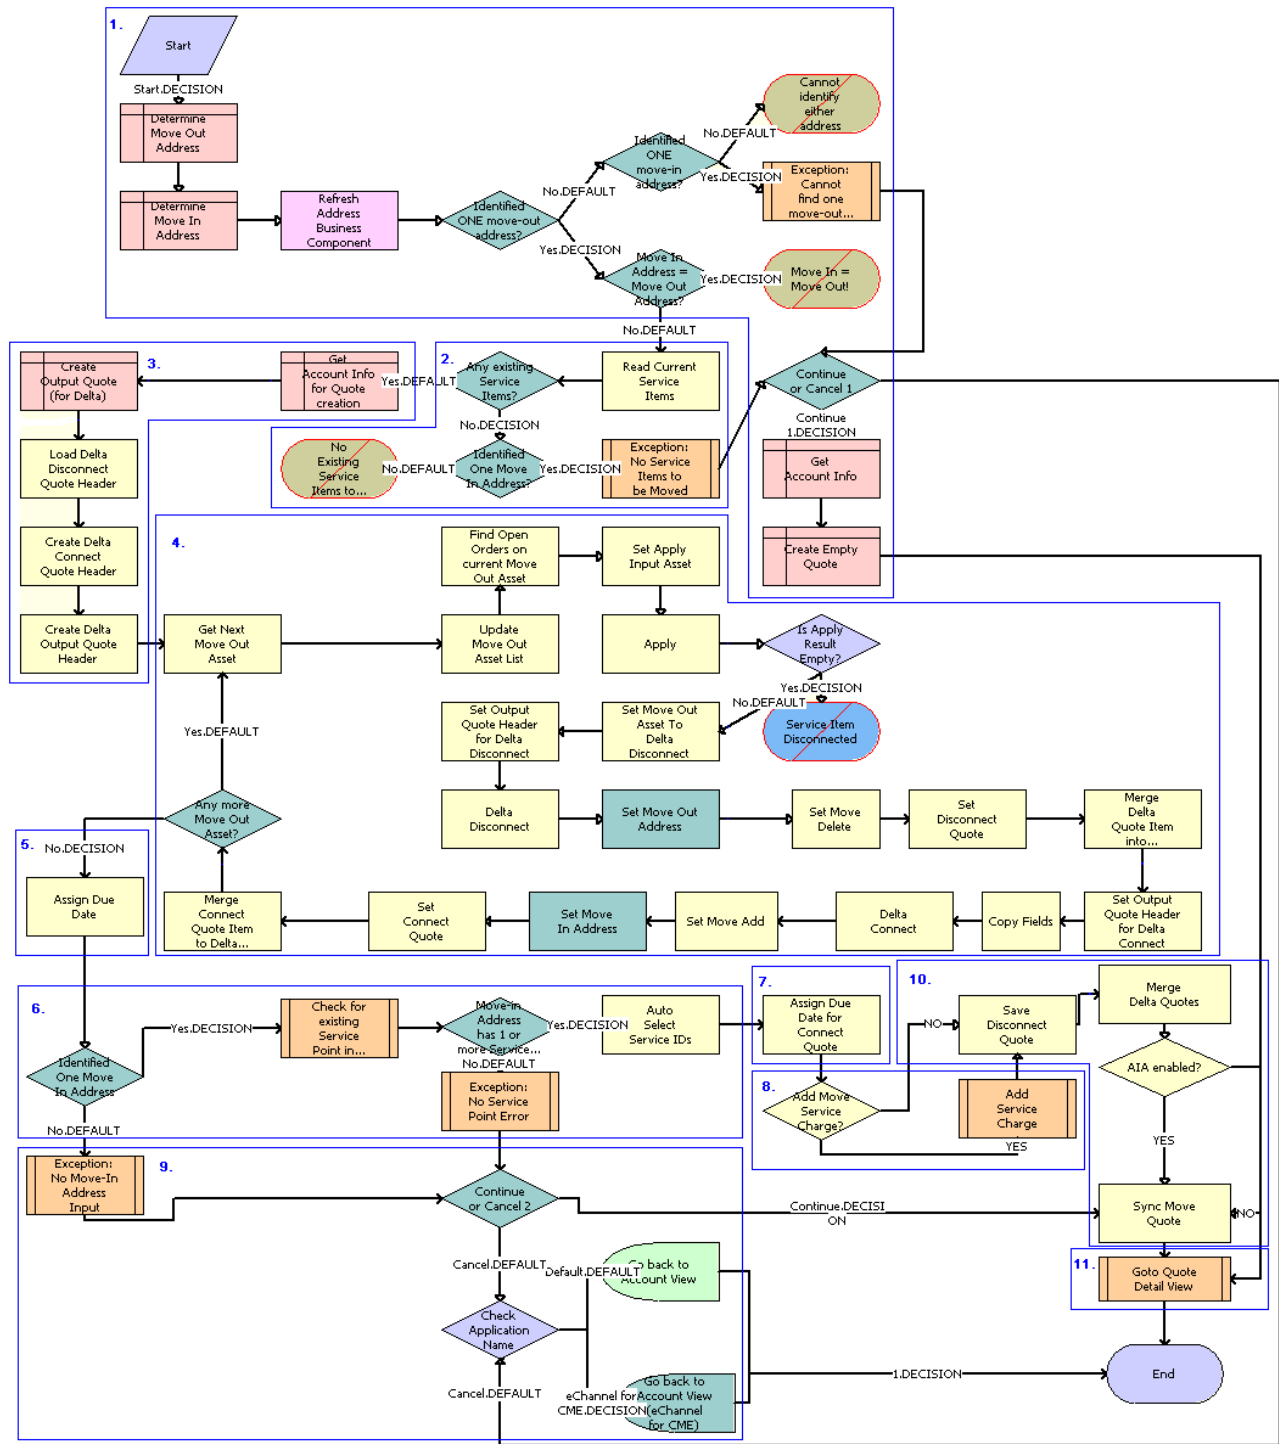 1.
Start
Start.DECISION
Determine
Move Out
Address
Determine
Move In
Address
Refresh
Address
Business
Component
Identified
ONE move-out
address?
No.DEFAULT
Yes.DECISION
Identified
ONE
move-in
address?
No.DEFAULT
Yes.DECISION
Cannot
identify
either
address
Exception:
Cannot
find one
move-out...
Move In
Address =
Move Out
Address?
Yes.DECISION
Move In =
Move Out!
No.DEFAULT
2.
Read Current
Service
Items
Any existing
Service
Items?
Yes.DEFAULT
No.DECISION
Identified
One Move
In Address?
No.DEFAULT
Yes.DECISION
No
Existing
Service
Items to...
Exception:
No Service
Items to
be Moved
Continue
or Cancel 1
Continue
1.DECISION
Get
Account Info
Create Empty
Quote
3.
Get
Account Info
for Quote
creation
Create
Output Quote
(for Delta)
Load Delta
Disconnect
Quote Header
Create Delta
Connect
Quote Header
Create Delta
Output Quote
Header
4.
Get Next
Move Out
Asset
Update
Move Out
Asset List
Find Open
Orders on
current Move
Out Asset
Set Apply
Input Asset
Apply
Is Apply
Result
Empty?
Yes.DECISION
No.DEFAULT
Service Item
Disconnected
Set Move Out
Asset To
Delta
Disconnect
Set Output
Quote Header
for Delta
Disconnect
Delta
Disconnect
Set Move Out
Address
Set Move
Delete
Set
Disconnect
Quote
Merge
Delta
Quote Item
into...
Set Output
Quote Header
for Delta
Connect
Copy Fields
Delta
Connect
Set Move Add
Set Move
In Address
Set
Connect
Quote
Merge
Connect
Quote Item
to Delta...
Any more
Move Out
Asset?
Yes.DEFAULT
No.DECISION
5.
Assign Due
Date
6.
Identified
One Move
In Address
Yes.DECISION
No.DEFAULT
Check for
existing
Service
Point in...
Move-in
Address
has 1 or
more Service...
Yes.DECISION
No.DEFAULT
Auto
Select
Service IDs
Exception:
No Service
Point Error
7.
Assign Due
Date for
Connect
Quote
8.
Add Move
Service
Charge?
NO
YES
Add
Service
Charge
9.
Exception:
No Move-In
Address
Input
Continue
or Cancel 2
Continue.DECISI
ON
Cancel.DEFAULT
Check
Application
Name
Default.DEFAULT
Go back to
Account View
eChannel for
CME.DECISION
Go back to
Account View
(eChannel
for CME)
Cancel.DEFAULT
1.DECISION
10.
Save
Disconnect
Quote
Merge
Delta Quotes
AIA enabled?
YES
NO
Sync Move
Quote
11.
Goto Quote
Detail View
End